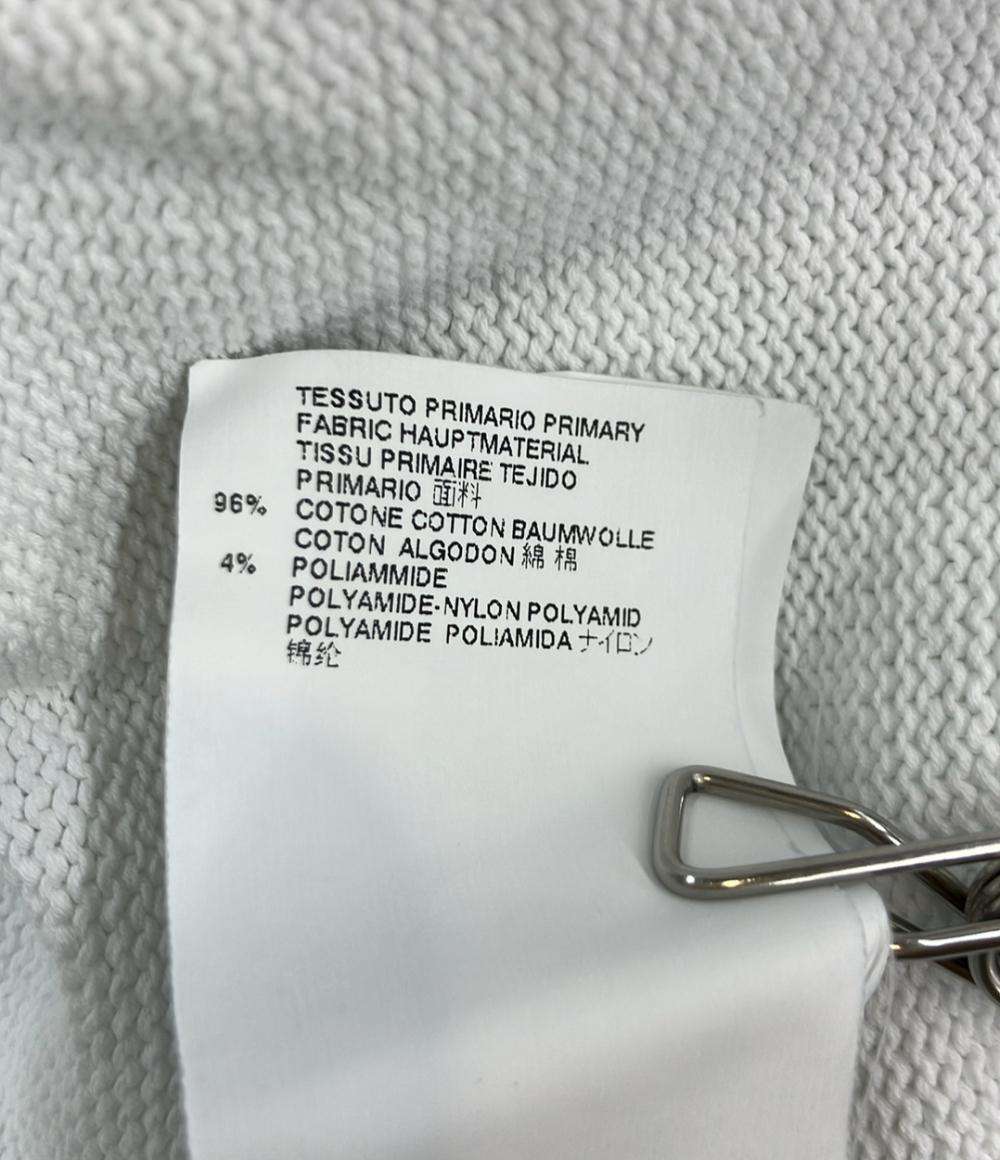 TESSUTO PRIMARIO PRIMARY
FABRIC HAUPTMATERIAL
TISSU PRIMAIRE TEJIDO
PRIMARIO 面料
96% COTONE COTTON BAUMWOLLE
COTON ALGODON 綿 棉
4% POLIAMMIDE
POLYAMIDE-NYLON POLYAMID
POLYAMIDE POLIAMIDA ナイロン
锦纶